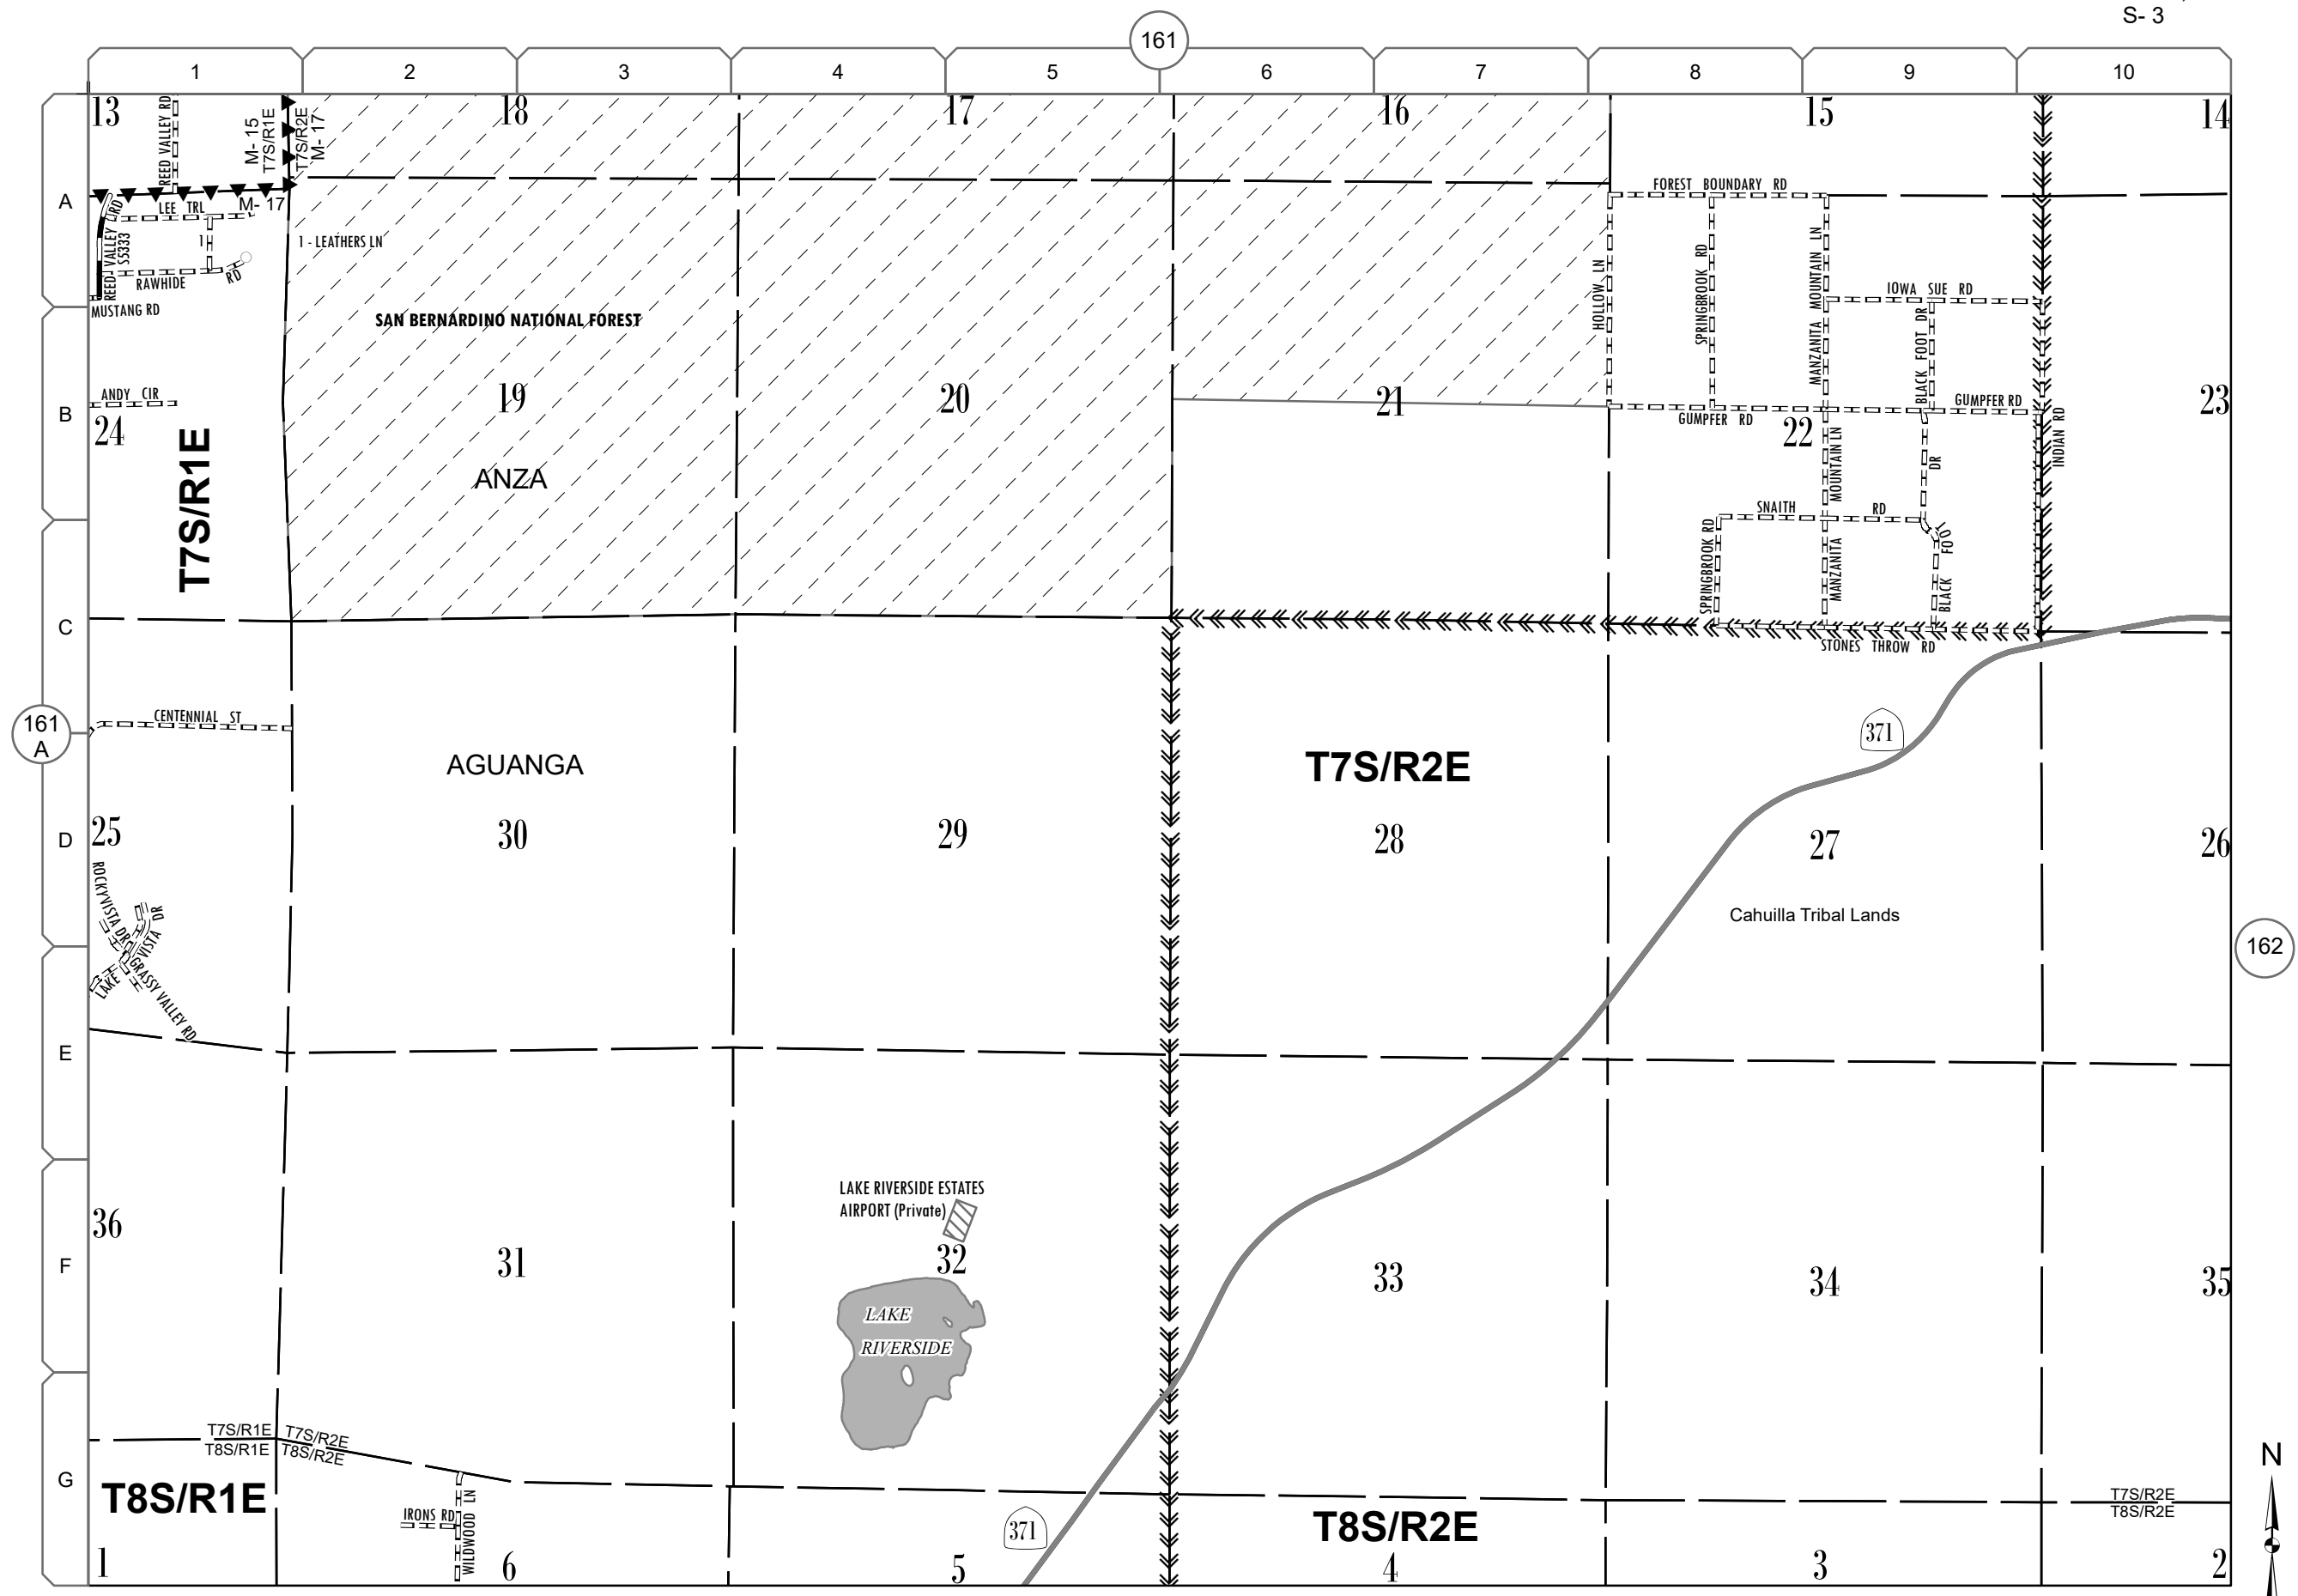 S- 3
161
1 2 3 4 5 6 7 8 9 10
13
18
17
16
15
14
REED VALLEY RD
M- 15
T7S/R1E
T7S/R2E
M- 17
A
LEE TRL
M- 17
FOREST BOUNDARY RD
REED VALLEY RD
S5333
1
1 - LEATHERS LN
RAWHIDE RD
MUSTANG RD
HOLLOW LN
SPRINGBROOK RD
MANZANITA MOUNTAIN LN
IOWA SUE RD
BLACK FOOT DR
SAN BERNARDINO NATIONAL FOREST
B
ANDY CIR
24
19
20
21
22
23
GUMPFER RD
GUMPFER RD
INDIAN RD
T7S/R1E
ANZA
MANZANITA MOUNTAIN LN
BLACK FOOT DR
SNAITH RD
SPRINGBROOK RD
C
STONES THROW RD
161
A
CENTENNIAL ST
AGUANGA
T7S/R2E
371
D
25
30
29
28
27
26
Cahuilla Tribal Lands
162
ROCKYVISTA DR
LAKE VISTA DR
GRASSY VALLEY RD
E
LAKE RIVERSIDE ESTATES
AIRPORT (Private)
F
36
31
32
33
34
35
LAKE
RIVERSIDE
T7S/R1E
T8S/R1E
T7S/R2E
T8S/R2E
G
T8S/R1E
IRONS RD
WILDWOOD LN
371
T8S/R2E
T7S/R2E
T8S/R2E
N
1
6
5
4
3
2